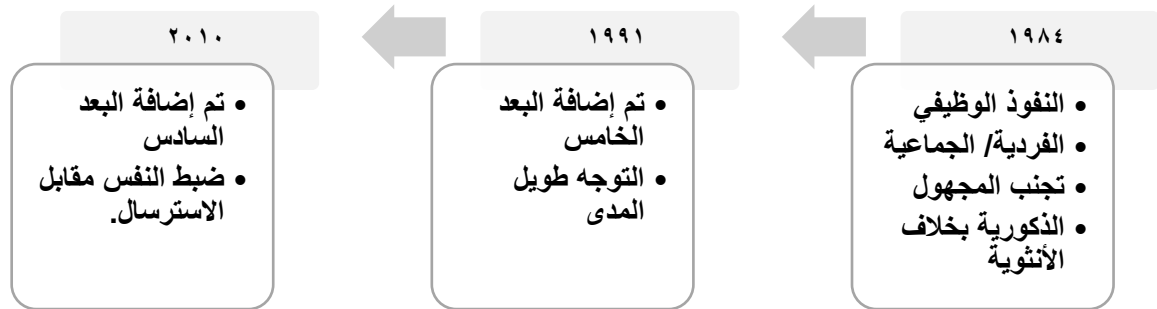 ١٩٨٤
• النفوذ الوظيفي
• الفردية/ الجماعية
• تجنب المجهول
• الذكورية بخلاف
الأنثوية
١٩٩١
• تم إضافة البعد
الخامس
• التوجه طويل
المدى
٢٠١٠
• تم إضافة البعد
السادس
• ضبط النفس مقابل
الاسترسال.